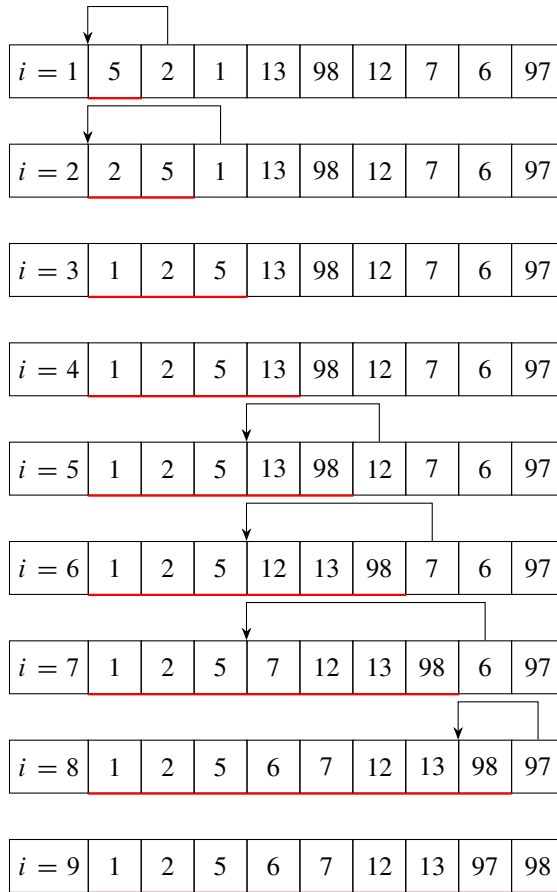 i = 1 5 2 1 13 98 12 7 6 97
i = 2 2 5 1 13 98 12 7 6 97
i = 3 1 2 5 13 98 12 7 6 97
i = 4 1 2 5 13 98 12 7 6 97
i = 5 1 2 5 13 98 12 7 6 97
i = 6 1 2 5 12 13 98 7 6 97
i = 7 1 2 5 7 12 13 98 6 97
i = 8 1 2 5 6 7 12 13 98 97
i = 9 1 2 5 6 7 12 13 97 98